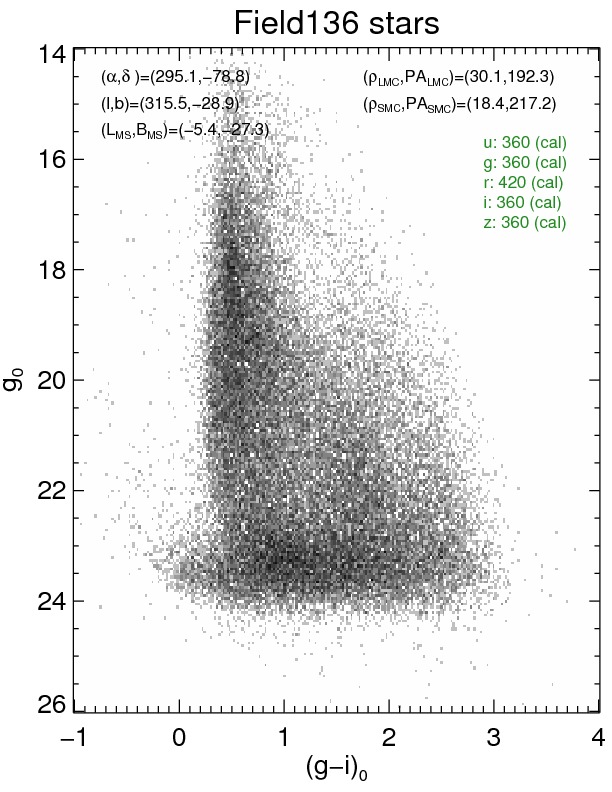 Field136 stars
(α,δ )=(295.1,−78.8)
(ρLMC,PALMC)=(30.1,192.3)
(l,b)=(315.5,−28.9)
(ρSMC,PASMC)=(18.4,217.2)
(LMS,BMS)=(−5.4,−27.3)
u: 360 (cal)
g: 360 (cal)
r: 420 (cal)
i: 360 (cal)
z: 360 (cal)
14
16
18
20
22
24
26
g0
−1 0 1 2 3 4
(g−i)0